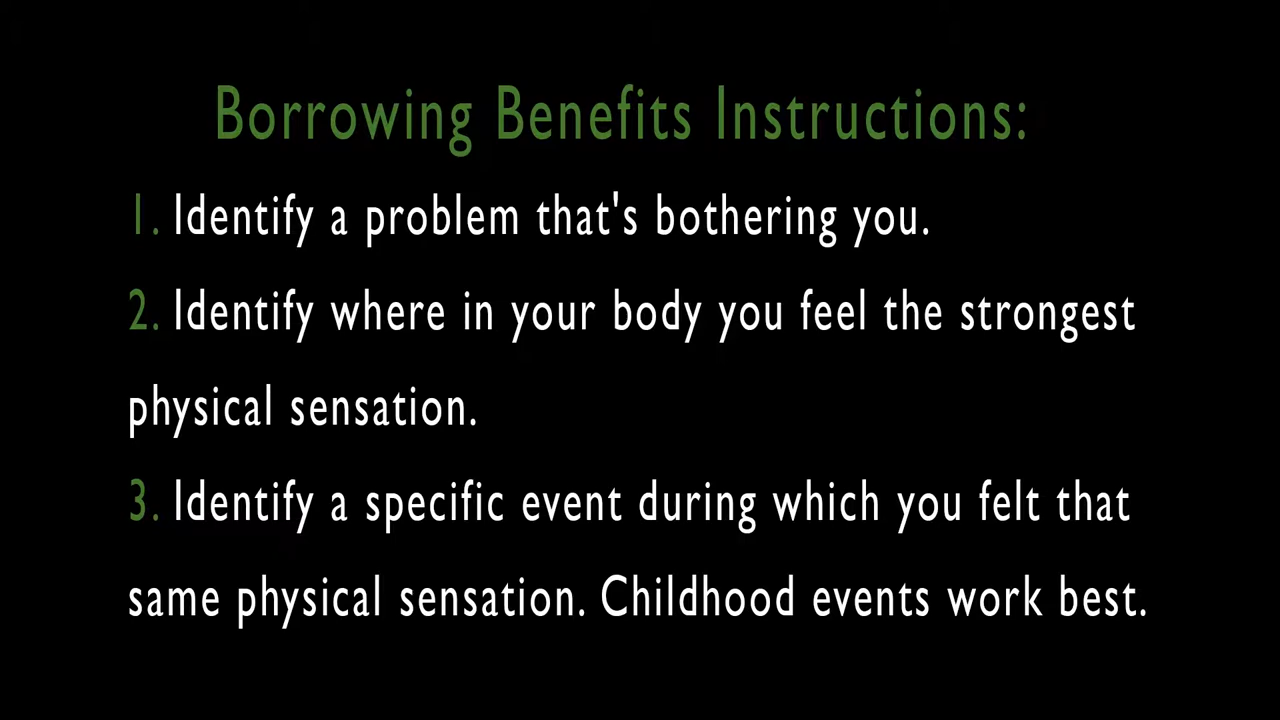 Borrowing Benefits Instructions:
1. Identify a problem that's bothering you.
2. Identify where in your body you feel the strongest
physical sensation.
3. Identify a specific event during which you felt that
same physical sensation. Childhood events work best.